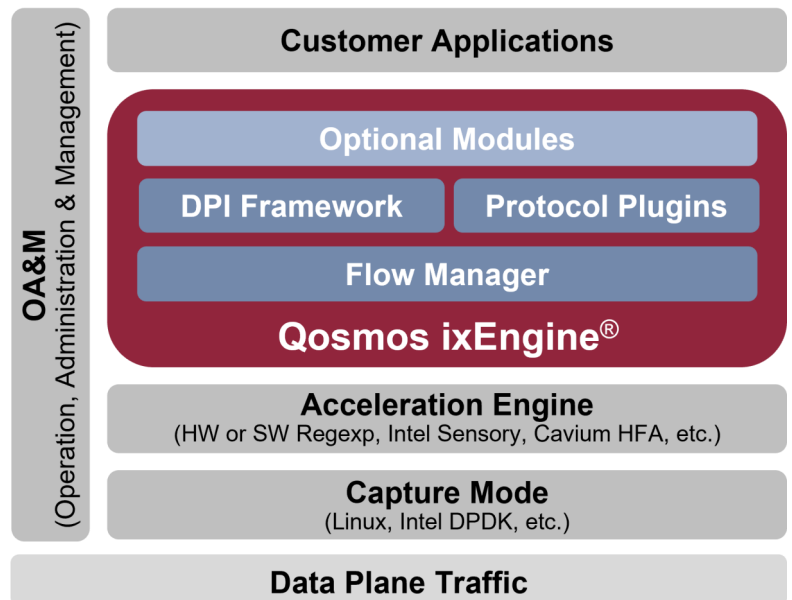 OA&M
(Operation, Administration & Management)
Customer Applications
Optional Modules
DPI Framework
Protocol Plugins
Flow Manager
Qosmos ixEngine®
Acceleration Engine
(HW or SW Regexp, Intel Sensory, Cavium HFA, etc.)
Capture Mode
(Linux, Intel DPDK, etc.)
Data Plane Traffic